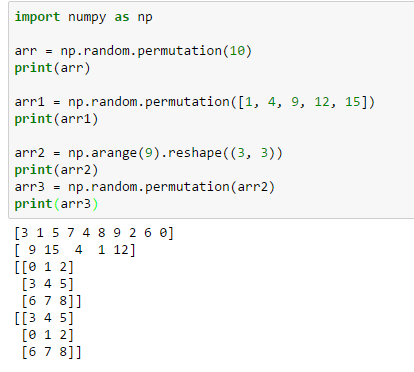 import numpy as np
arr = np.random.permutation(10)
print(arr)
arr1 = np.random.permutation([1, 4, 9, 12, 15])
print(arr1)
arr2 = np.arange(9).reshape((3, 3))
print(arr2)
arr3 = np.random.permutation(arr2)
print(arr3)
[3 1 5 7 4 8 9 2 6 0]
[ 9 15  4  1 12]
[[0 1 2]
 [3 4 5]
 [6 7 8]]
[[3 4 5]
 [0 1 2]
 [6 7 8]]